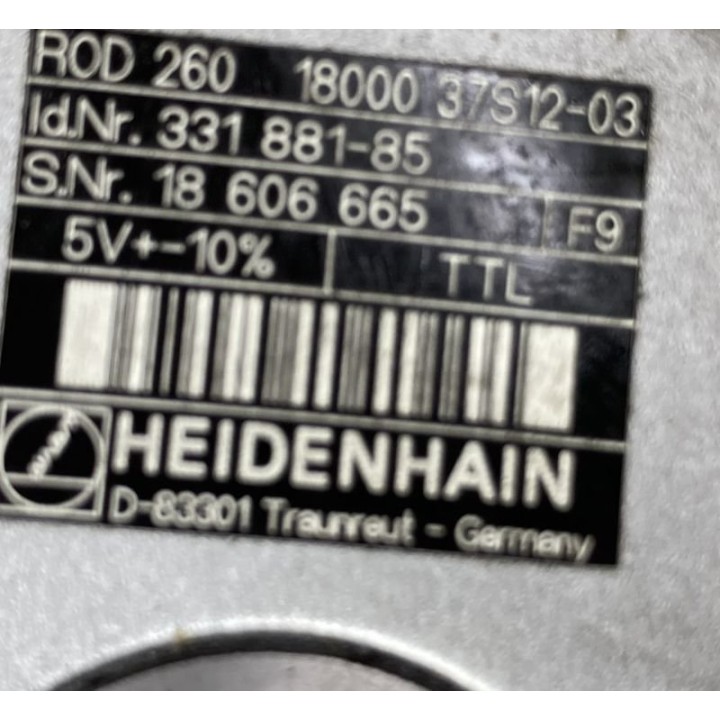 ROD 260 18000 37S12-03
Id.Nr. 331 881-85
S.Nr. 18 606 665 F9
5V+-10% TTL
HEIDENHAIN
D-83301 Traunreut - Germany